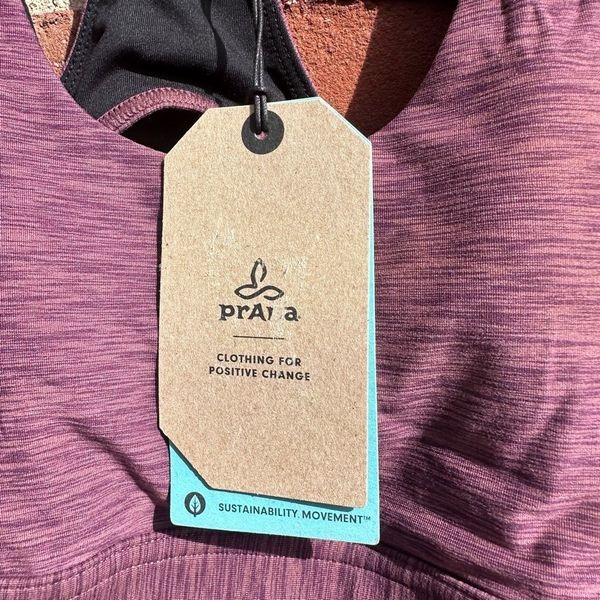 prAna
CLOTHING FOR
POSITIVE CHANGE
SUSTAINABILITY MOVEMENT™